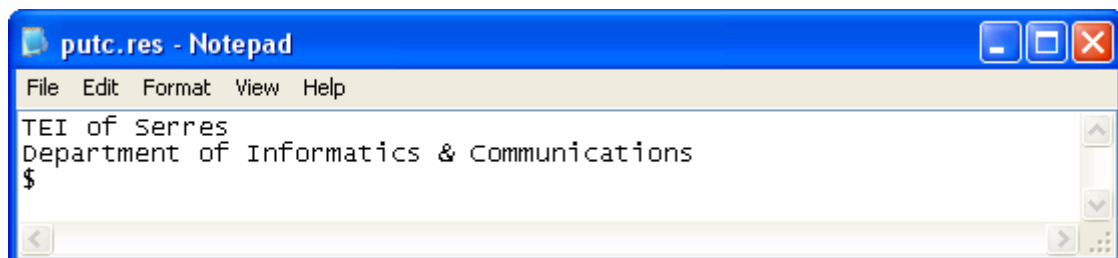 putc.res - Notepad
File Edit Format View Help
TEI of Serres
Department of Informatics & Communications
$